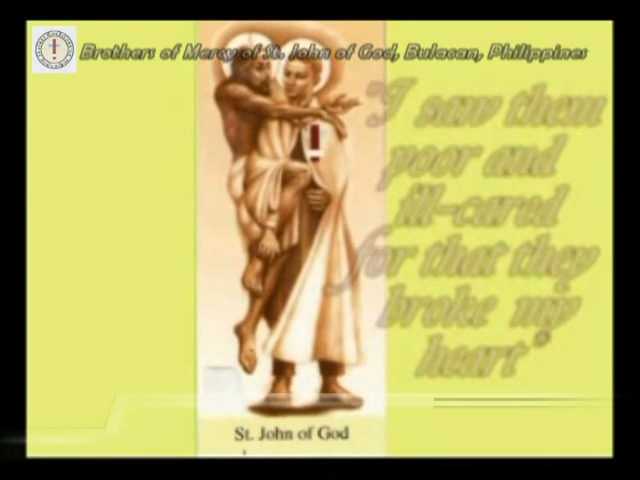 Brothers of Mercy of St. John of God, Bulacan, Philippines
"I saw them
poor and
ill-cared
for that they
broke my
heart"
St. John of God